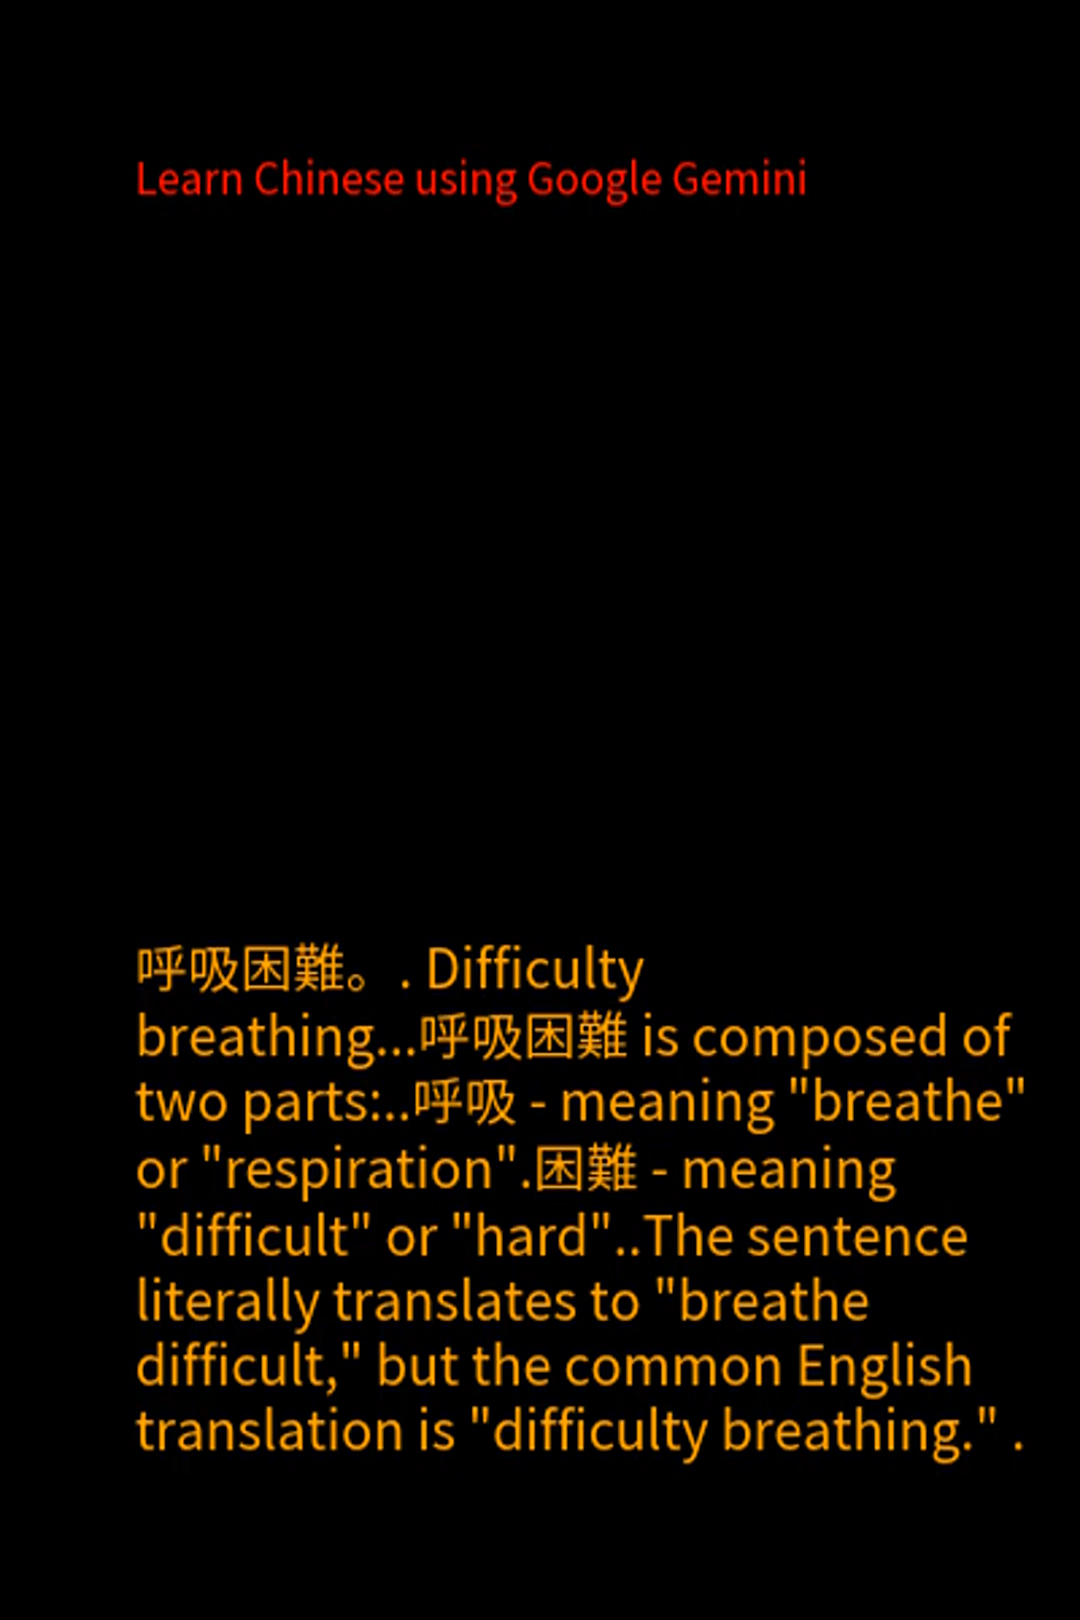 Learn Chinese using Google Gemini
呼吸困難。 . Difficulty
breathing...呼吸困難 is composed of
two parts:..呼吸 - meaning "breathe"
or "respiration".困難 - meaning
"difficult" or "hard"..The sentence
literally translates to "breathe
difficult," but the common English
translation is "difficulty breathing." .